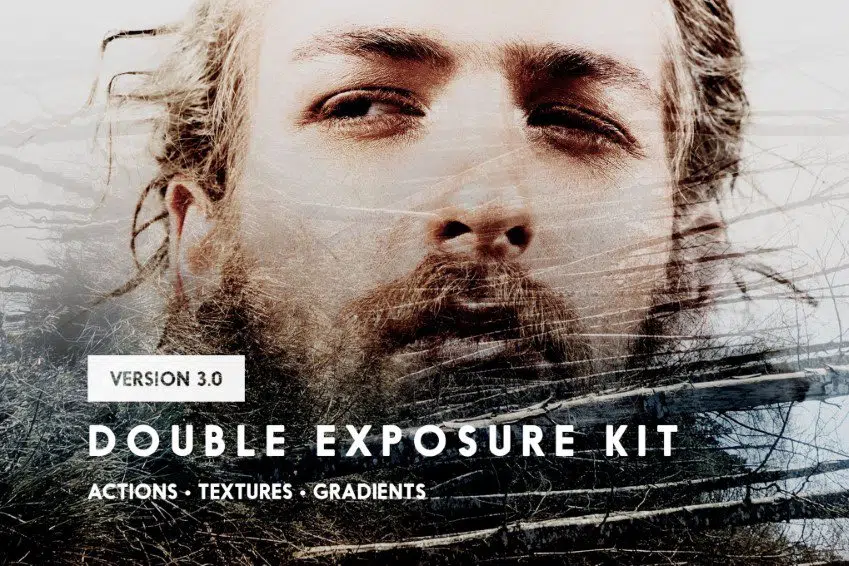 VERSION 3.0
DOUBLE EXPOSURE KIT
ACTIONS • TEXTURES • GRADIENTS